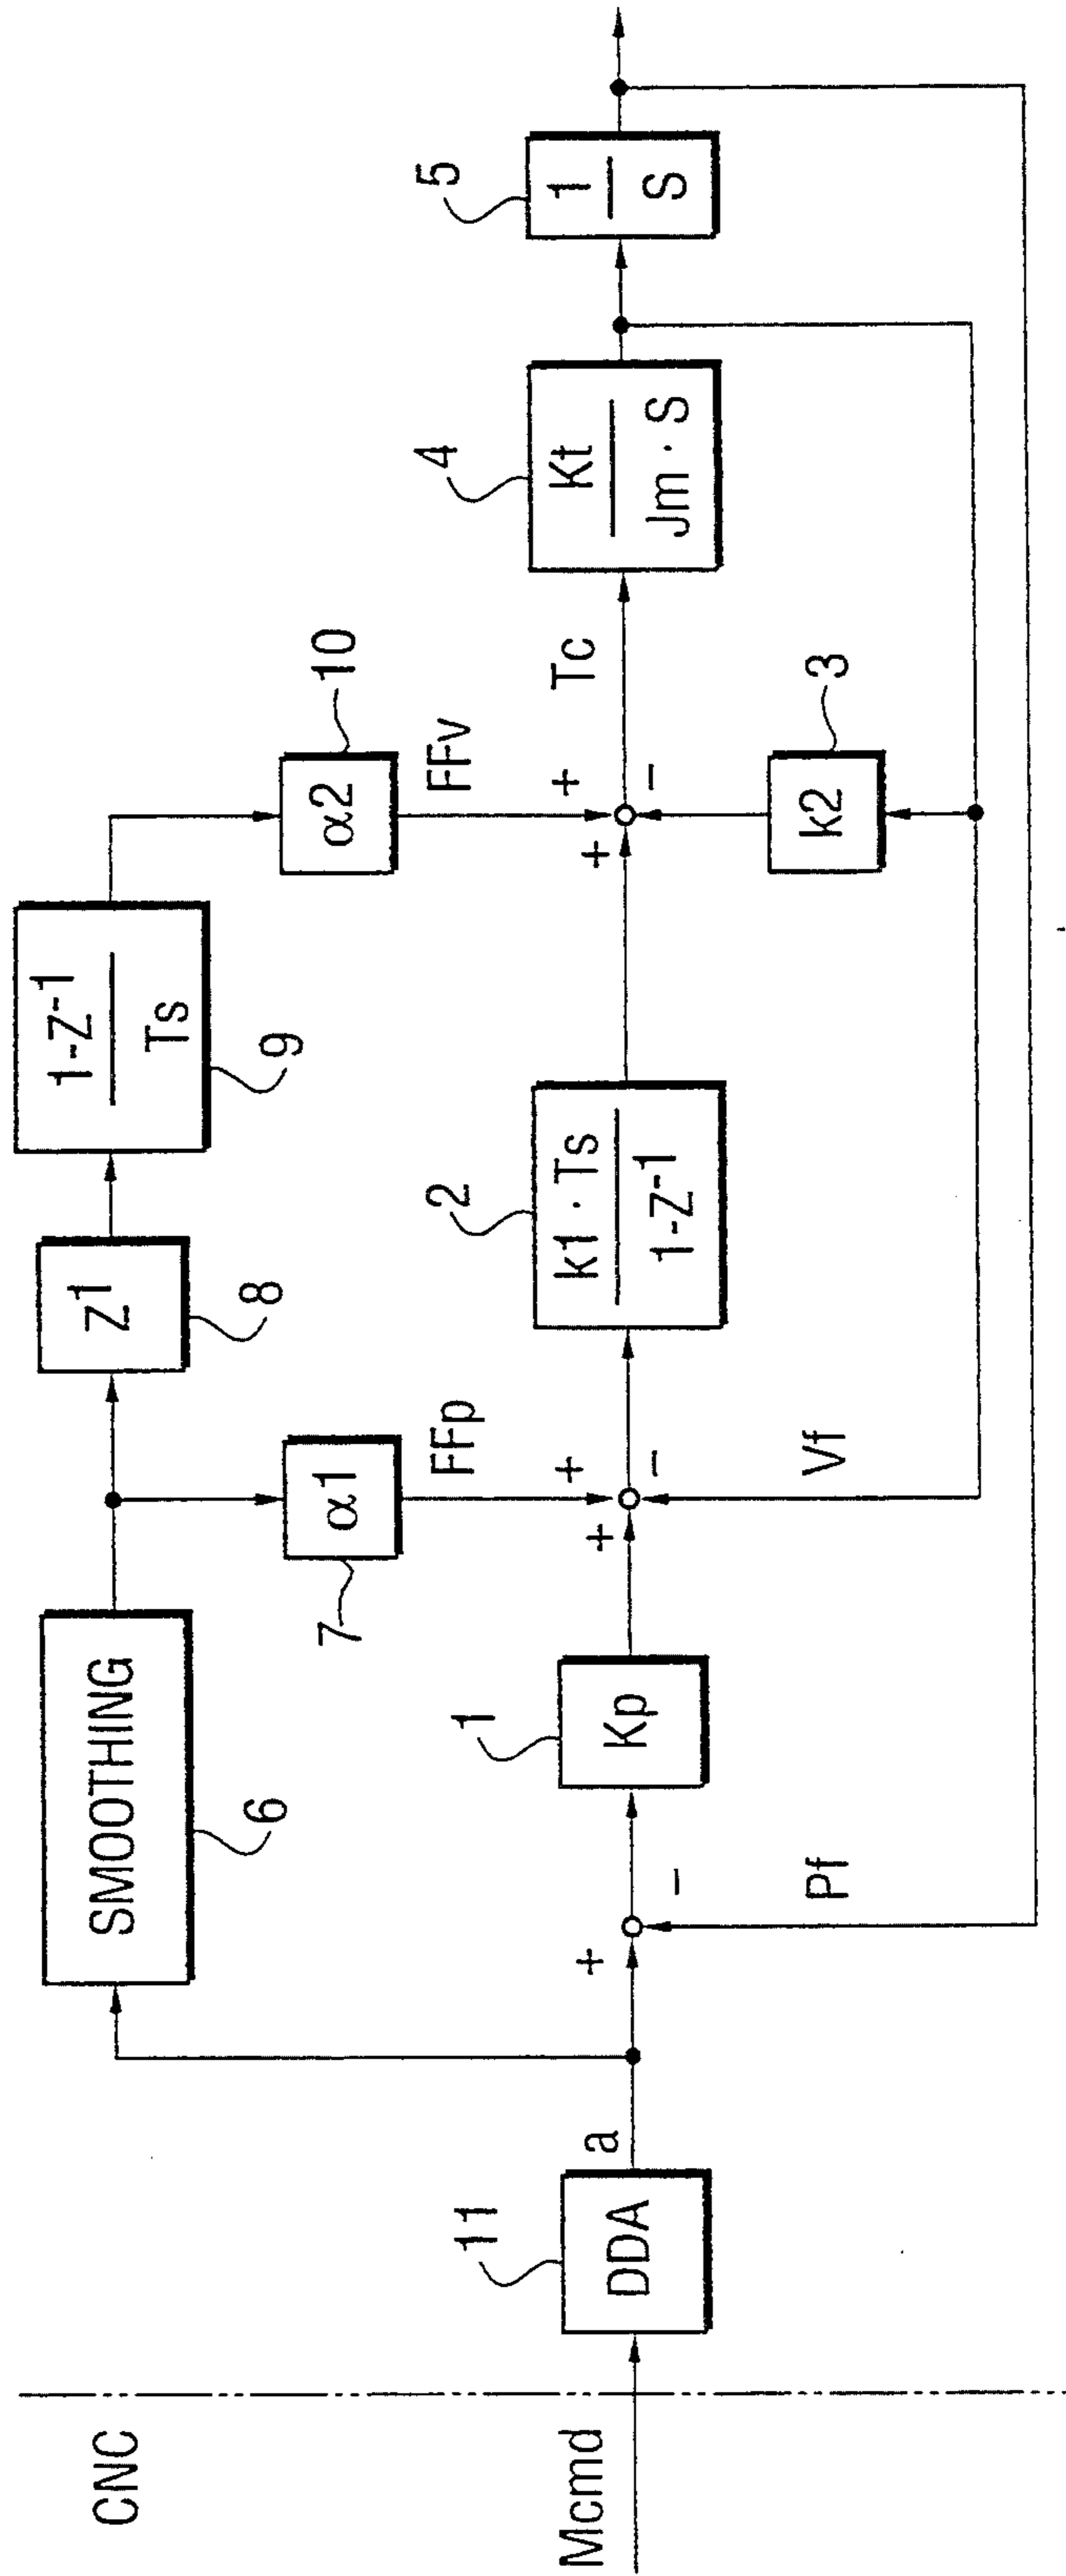 CNC
Mcmd
11
DDA
a
SMOOTHING
6
+
-
Pf
1
Kp
α1
7
FFp
+
+
-
Vf
Z1
8
k1 · Ts
1-Z-1
2
1-Z-1
Ts
9
α2
10
FFv
+
+
-
k2
3
Tc
Kt
Jm · S
4
1
S
5